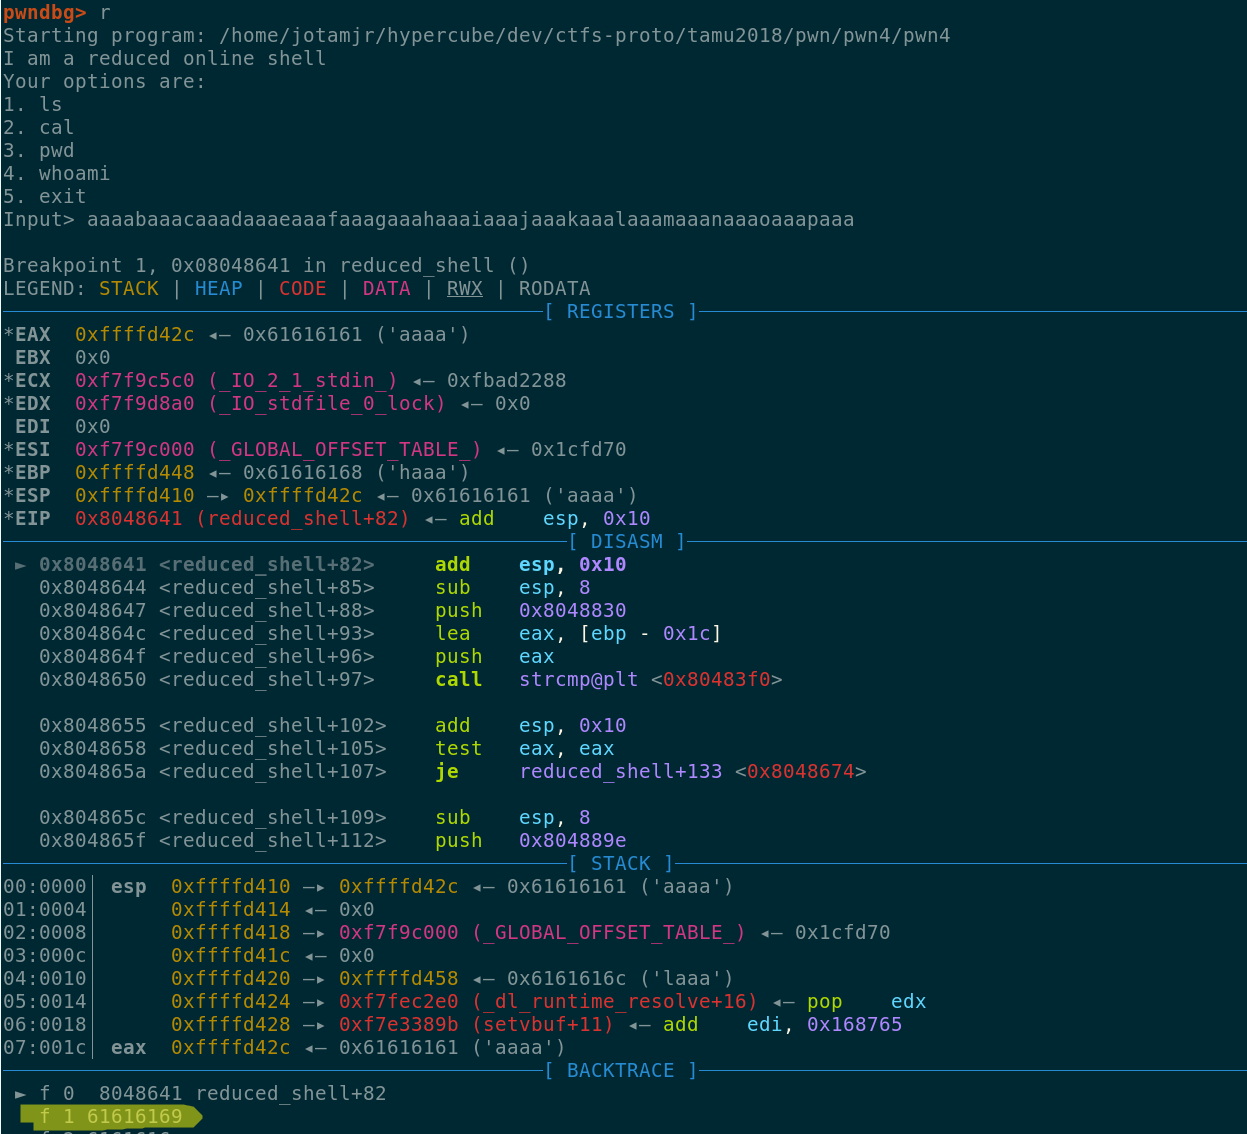 pwndbg> r
Starting program: /home/jotamjr/hypercube/dev/ctfs-proto/tamu2018/pwn/pwn4/pwn4
I am a reduced online shell
Your options are:
1. ls
2. cal
3. pwd
4. whoami
5. exit
Input> aaaabaaacaaadaaaeaaafaaagaaahaaaiaaajaaakaaalaaamaaanaaaoaaapaaa
Breakpoint 1, 0x08048641 in reduced_shell ()
LEGEND: STACK | HEAP | CODE | DATA | RWX | RODATA
[ REGISTERS ]
*EAX 0xffffd42c ◂— 0x61616161 ('aaaa')
EBX 0x0
*ECX 0xf7f9c5c0 (_IO_2_1_stdin_) ◂— 0xfbad2288
*EDX 0xf7f9d8a0 (_IO_stdfile_0_lock) ◂— 0x0
EDI 0x0
*ESI 0xf7f9c000 (_GLOBAL_OFFSET_TABLE_) ◂— 0x1cfd70
*EBP 0xffffd448 ◂— 0x61616168 ('haaa')
*ESP 0xffffd410 —▸ 0xffffd42c ◂— 0x61616161 ('aaaa')
*EIP 0x8048641 (reduced_shell+82) ◂— add esp, 0x10
[ DISASM ]
► 0x8048641 <reduced_shell+82> add esp, 0x10
0x8048644 <reduced_shell+85> sub esp, 8
0x8048647 <reduced_shell+88> push 0x8048830
0x804864c <reduced_shell+93> lea eax, [ebp - 0x1c]
0x804864f <reduced_shell+96> push eax
0x8048650 <reduced_shell+97> call strcmp@plt <0x80483f0>
0x8048655 <reduced_shell+102> add esp, 0x10
0x8048658 <reduced_shell+105> test eax, eax
0x804865a <reduced_shell+107> je reduced_shell+133 <0x8048674>
0x804865c <reduced_shell+109> sub esp, 8
0x804865f <reduced_shell+112> push 0x804889e
[ STACK ]
00:0000│ esp 0xffffd410 —▸ 0xffffd42c ◂— 0x61616161 ('aaaa')
01:0004│ 0xffffd414 ◂— 0x0
02:0008│ 0xffffd418 —▸ 0xf7f9c000 (_GLOBAL_OFFSET_TABLE_) ◂— 0x1cfd70
03:000c│ 0xffffd41c ◂— 0x0
04:0010│ 0xffffd420 —▸ 0xffffd458 ◂— 0x6161616c ('laaa')
05:0014│ 0xffffd424 —▸ 0xf7fec2e0 (_dl_runtime_resolve+16) ◂— pop edx
06:0018│ 0xffffd428 —▸ 0xf7e3389b (setvbuf+11) ◂— add edi, 0x168765
07:001c│ eax 0xffffd42c ◂— 0x61616161 ('aaaa')
[ BACKTRACE ]
► f 0 8048641 reduced_shell+82
f 1 61616169